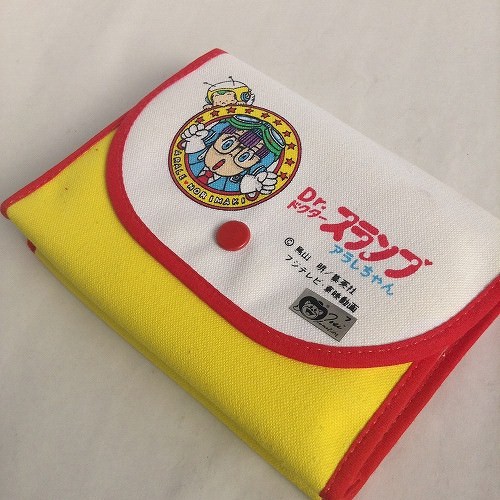 ARALE・NORIMAKI
Dr.
ドクター
スランプ
アラレちゃん
©鳥山 明／集英社
フジテレビ・東映動画